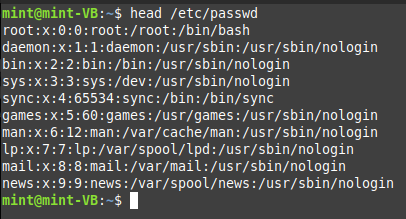 mint@mint-VB:~$ head /etc/passwd
root:x:0:0:root:/root:/bin/bash
daemon:x:1:1:daemon:/usr/sbin:/usr/sbin/nologin
bin:x:2:2:bin:/bin:/usr/sbin/nologin
sys:x:3:3:sys:/dev:/usr/sbin/nologin
sync:x:4:65534:sync:/bin:/bin/sync
games:x:5:60:games:/usr/games:/usr/sbin/nologin
man:x:6:12:man:/var/cache/man:/usr/sbin/nologin
lp:x:7:7:lp:/var/spool/lpd:/usr/sbin/nologin
mail:x:8:8:mail:/var/mail:/usr/sbin/nologin
news:x:9:9:news:/var/spool/news:/usr/sbin/nologin
mint@mint-VB:~$